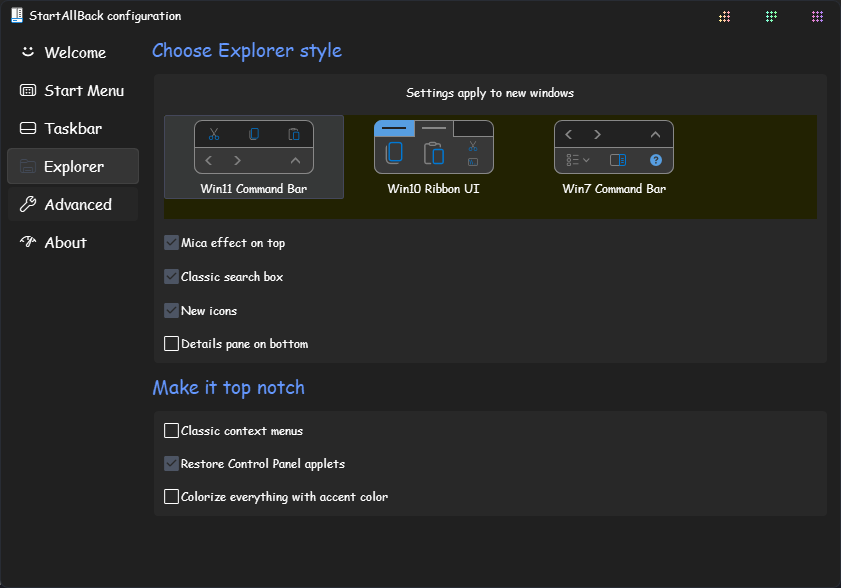 StartAllBack configuration
Welcome
Start Menu
Taskbar
Explorer
Advanced
About
Choose Explorer style
Settings apply to new windows
Win11 Command Bar
Win10 Ribbon UI
?
Win7 Command Bar
Mica effect on top
Classic search box
New icons
Details pane on bottom
Make it top notch
Classic context menus
Restore Control Panel applets
Colorize everything with accent color